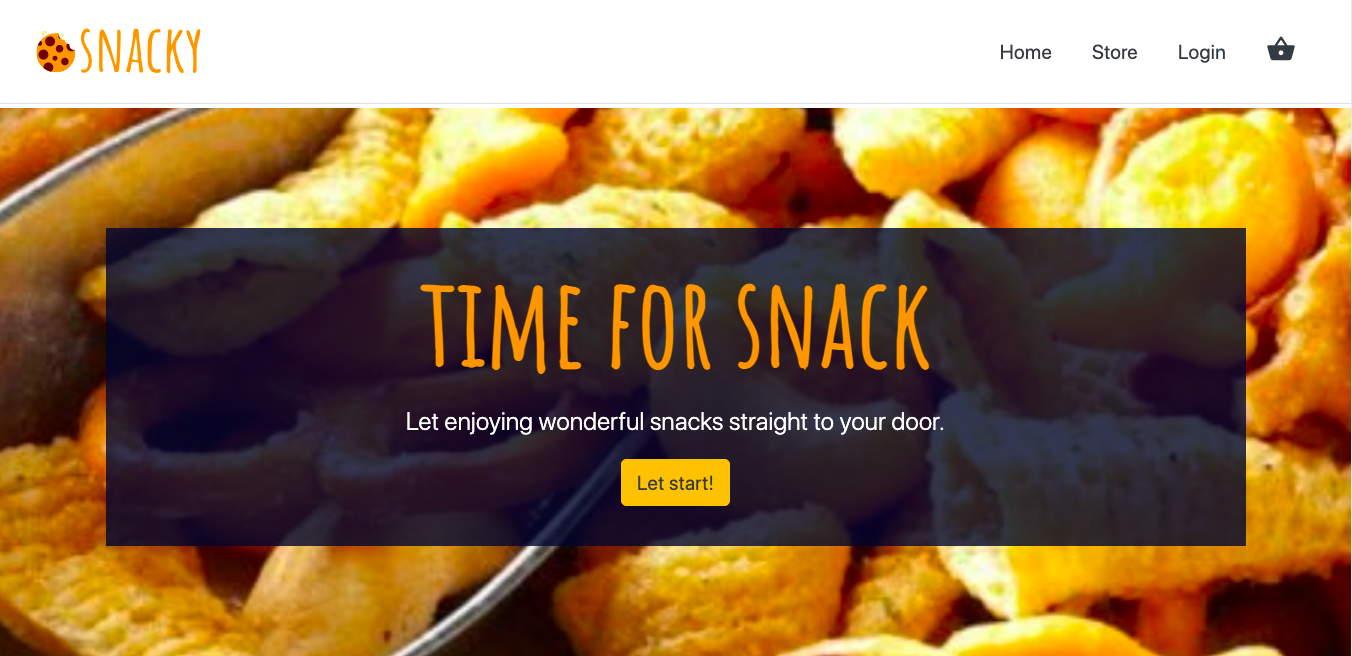 SNACKY
Home Store Login
TIME FOR SNACK
Let enjoying wonderful snacks straight to your door.
Let start!